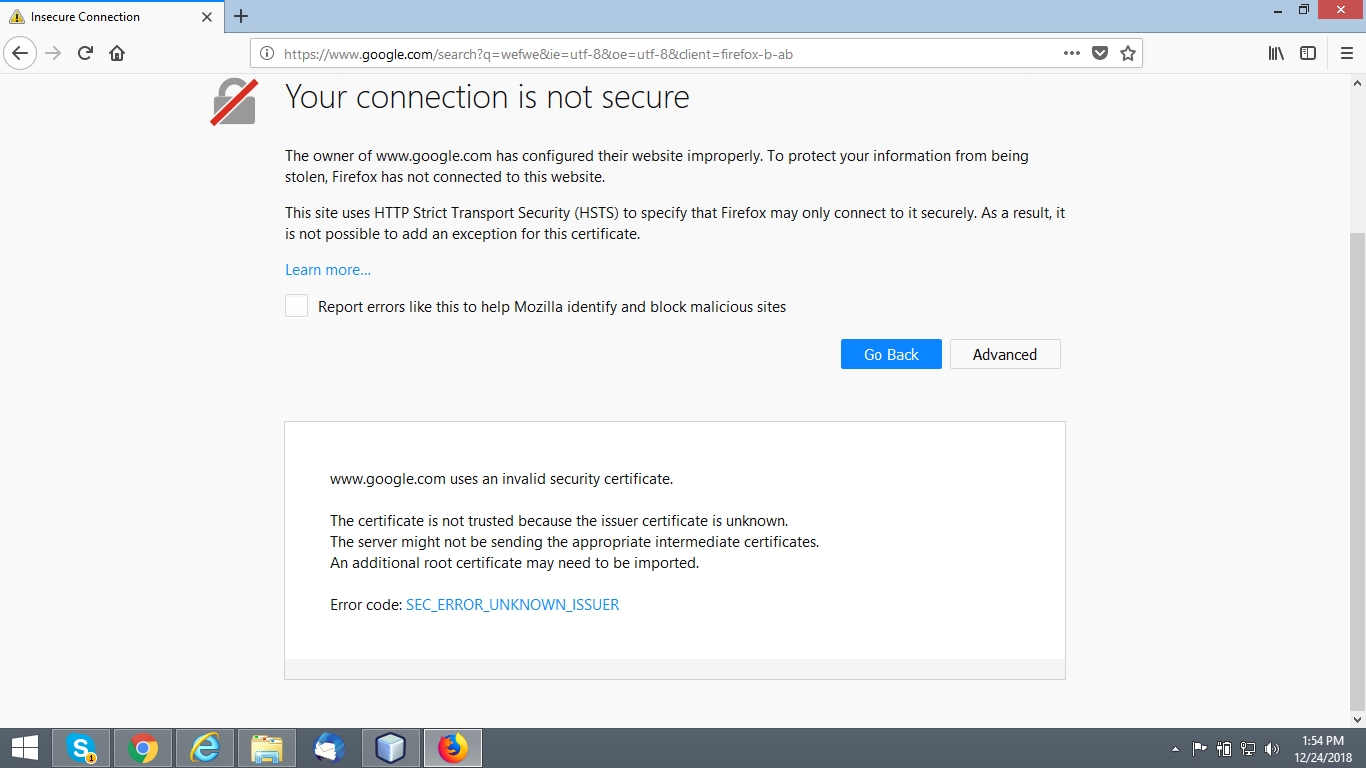 Insecure Connection
https://www.google.com/search?q=wefwe&ie=utf-8&oe=utf-8&client=firefox-b-ab
Your connection is not secure
The owner of www.google.com has configured their website improperly. To protect your information from being
stolen, Firefox has not connected to this website.
This site uses HTTP Strict Transport Security (HSTS) to specify that Firefox may only connect to it securely. As a result, it
is not possible to add an exception for this certificate.
Learn more...
Report errors like this to help Mozilla identify and block malicious sites
Go Back
Advanced
www.google.com uses an invalid security certificate.
The certificate is not trusted because the issuer certificate is unknown.
The server might not be sending the appropriate intermediate certificates.
An additional root certificate may need to be imported.
Error code: SEC_ERROR_UNKNOWN_ISSUER
1
1:54 PM
12/24/2018